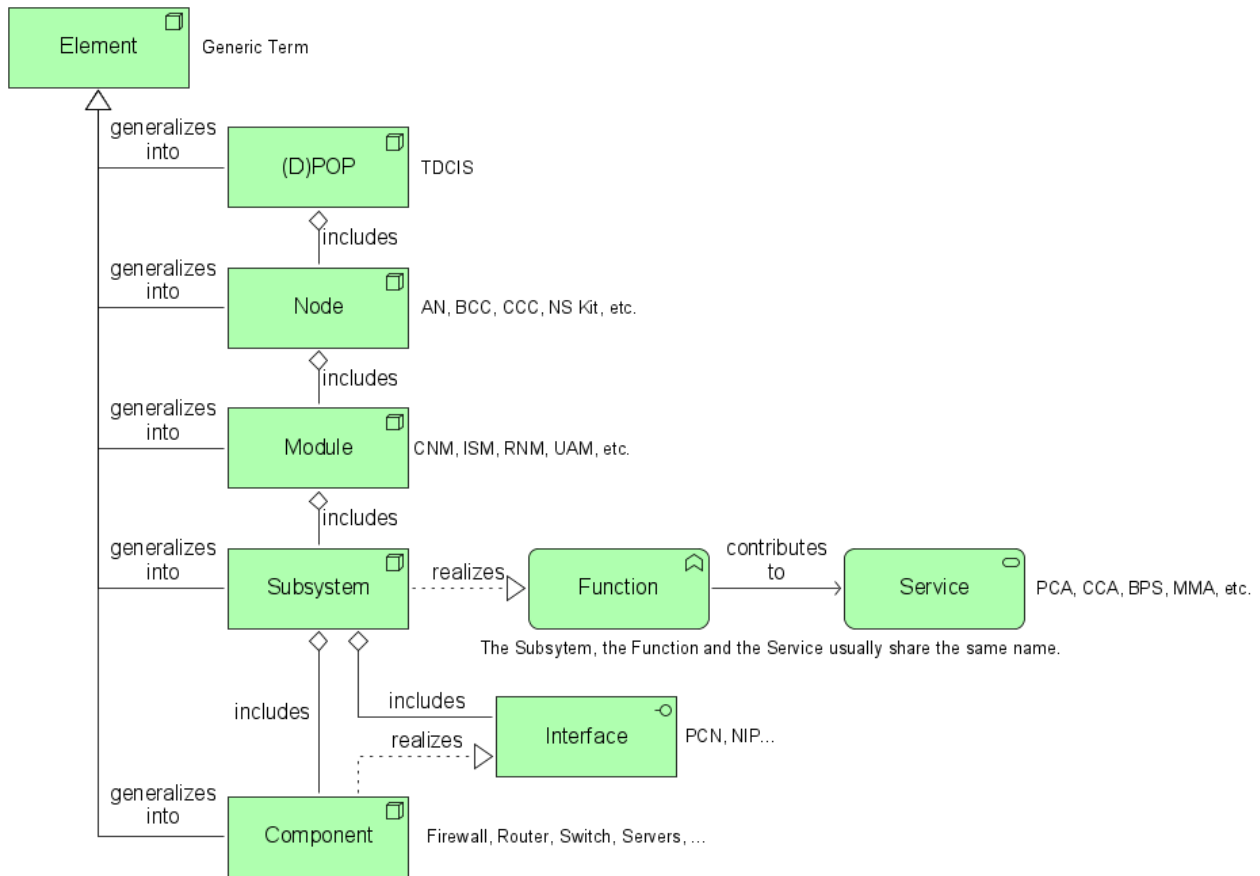 Element
Generic Term
generalizes
into
(D)POP
TDCIS
includes
generalizes
into
Node
AN, BCC, CCC, NS Kit, etc.
includes
generalizes
into
Module
CNM, ISM, RNM, UAM, etc.
includes
generalizes
into
Subsystem
realizes
Function
contributes
to
Service
PCA, CCA, BPS, MMA, etc.
The Subsytem, the Function and the Service usually share the same name.
includes
includes
realizes
Interface
PCN, NIP...
generalizes
into
Component
Firewall, Router, Switch, Servers, ...